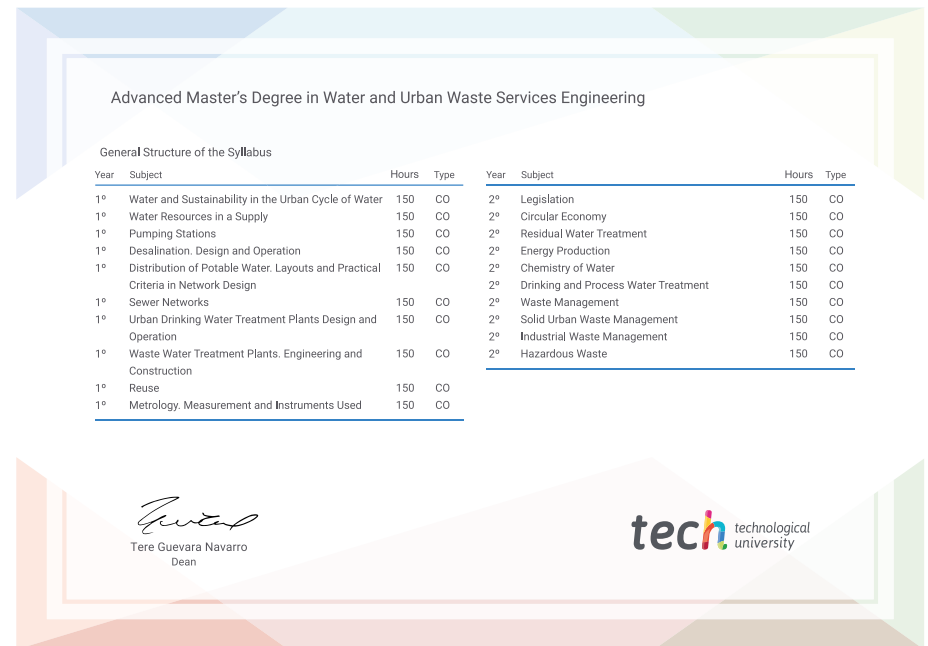 Advanced Master’s Degree in Water and Urban Waste Services Engineering
General Structure of the Syllabus
Year Subject Hours Type
1º Water and Sustainability in the Urban Cycle of Water 150 CO
1º Water Resources in a Supply 150 CO
1º Pumping Stations 150 CO
1º Desalination. Design and Operation 150 CO
1º Distribution of Potable Water. Layouts and Practical 150 CO
Criteria in Network Design
1º Sewer Networks 150 CO
1º Urban Drinking Water Treatment Plants Design and 150 CO
Operation
1º Waste Water Treatment Plants. Engineering and 150 CO
Construction
1º Reuse 150 CO
1º Metrology. Measurement and Instruments Used 150 CO
Year Subject Hours Type
2º Legislation 150 CO
2º Circular Economy 150 CO
2º Residual Water Treatment 150 CO
2º Energy Production 150 CO
2º Chemistry of Water 150 CO
2º Drinking and Process Water Treatment 150 CO
2º Waste Management 150 CO
2º Solid Urban Waste Management 150 CO
2º Industrial Waste Management 150 CO
2º Hazardous Waste 150 CO
Tere Guevara Navarro
Dean
tech technological
university